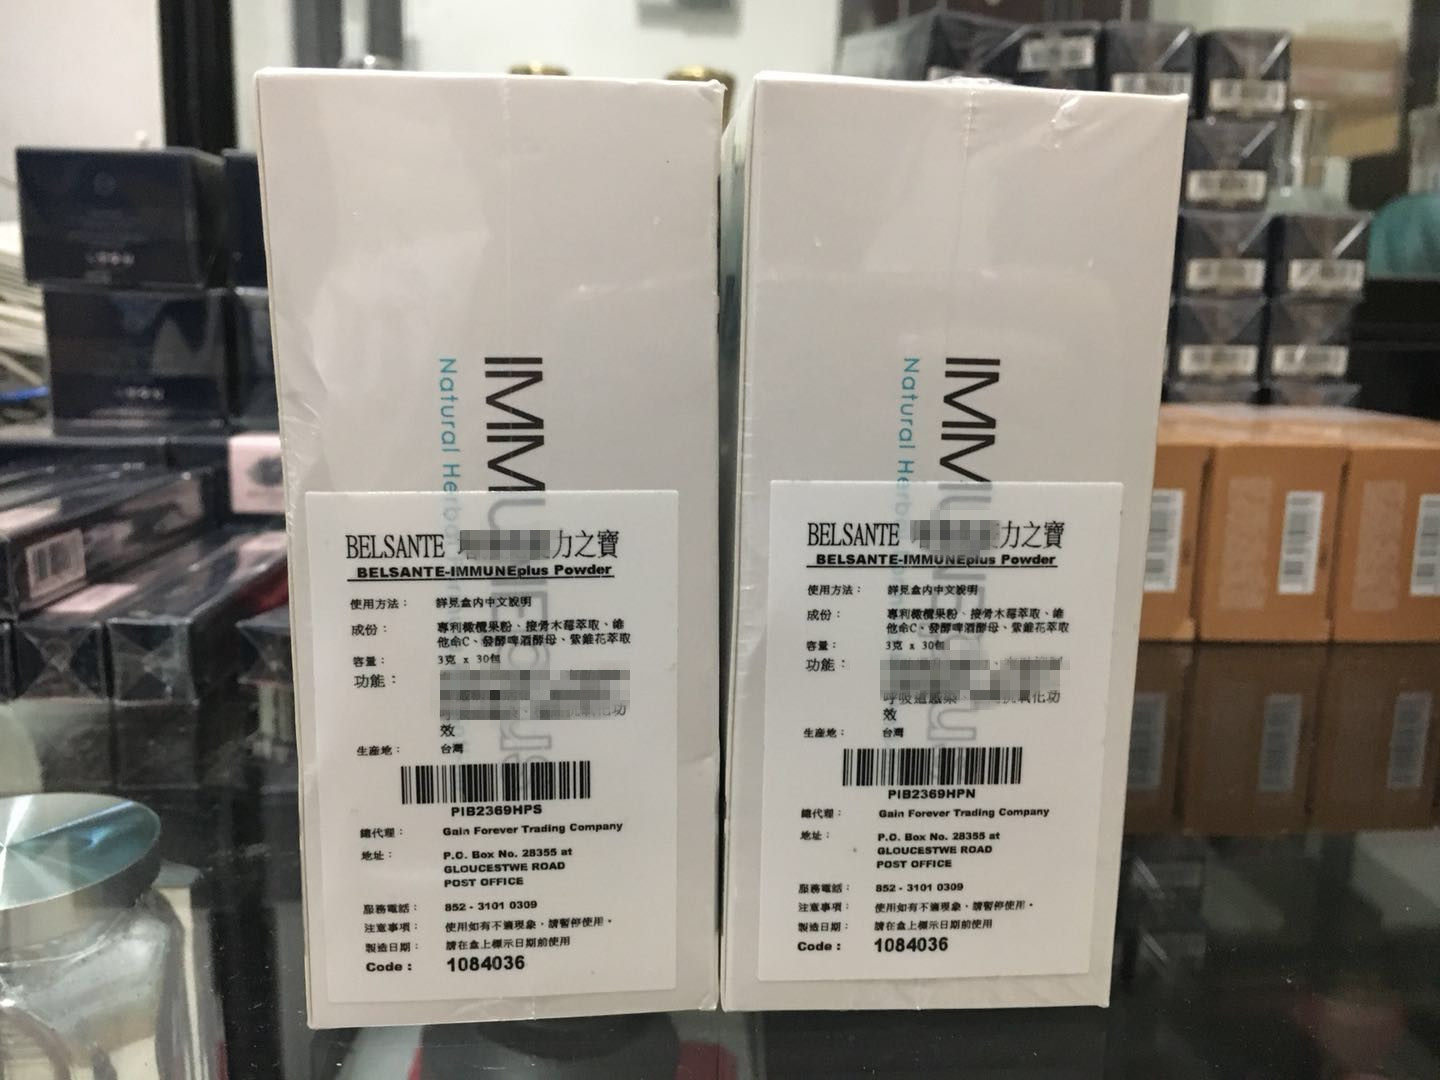 IMMUNEplus
Natural Herb
BELSANTE 力之寶
BELSANTE-IMMUNEplus Powder
使用方法： 詳見盒內中文說明
成份： 專利橄欖果粉、接骨木莓萃取、維
他命C、發酵啤酒酵母、紫錐花萃取
容量： 3克 x 30包
功能：
氧化功
效
生產地： 台灣
PIB2369HPS
總代理： Gain Forever Trading Company
地址： P.O. Box No. 28355 at
GLOUCESTWE ROAD
POST OFFICE
服務電話： 852 - 3101 0309
注意事項： 使用如有不適現象，請暫停使用。
製造日期： 請在盒上標示日期前使用
Code : 1084036
IMMU
Natural Herb
BELSANTE 力之寶
BELSANTE-IMMUNEplus Powder
使用方法： 詳見盒內中文說明
成份： 專利橄欖果粉、接骨木莓萃取、維
他命C、發酵啤酒酵母、紫錐花萃取
容量： 3克 x 30包
功能：
呼吸道感染、抗氧化功
效
生產地： 台灣
PIB2369HPN
總代理： Gain Forever Trading Company
地址： P.O. Box No. 28355 at
GLOUCESTWE ROAD
POST OFFICE
服務電話： 852 - 3101 0309
注意事項： 使用如有不適現象，請暫停使用。
製造日期： 請在盒上標示日期前使用
Code : 1084036